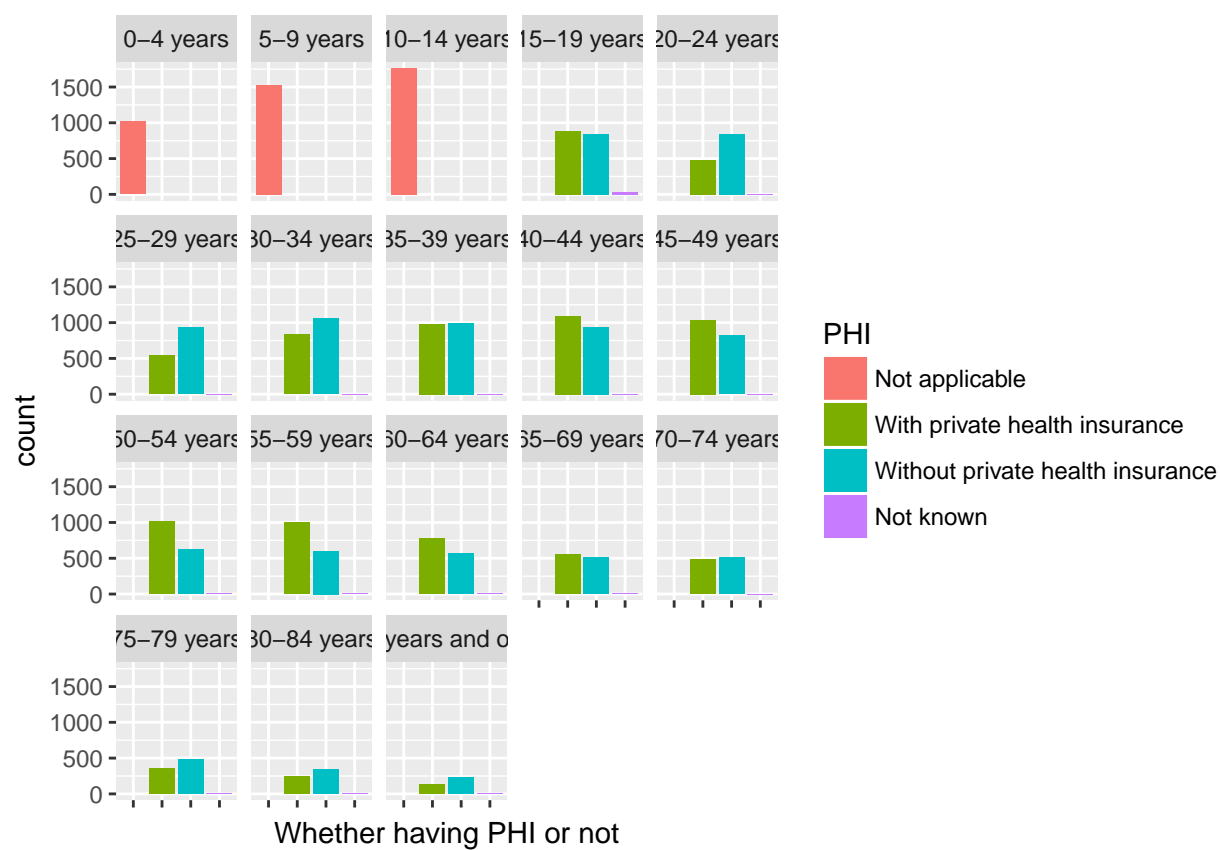 0−4 years 5−9 years 10−14 years 15−19 years 20−24 years
1500
1000
500
0
25−29 years 30−34 years 35−39 years 40−44 years 45−49 years
1500
1000
500
0
50−54 years 55−59 years 60−64 years 65−69 years 70−74 years
1500
1000
500
0
75−79 years 80−84 years years and o
1500
1000
500
0
count
Whether having PHI or not
PHI
Not applicable
With private health insurance
Without private health insurance
Not known